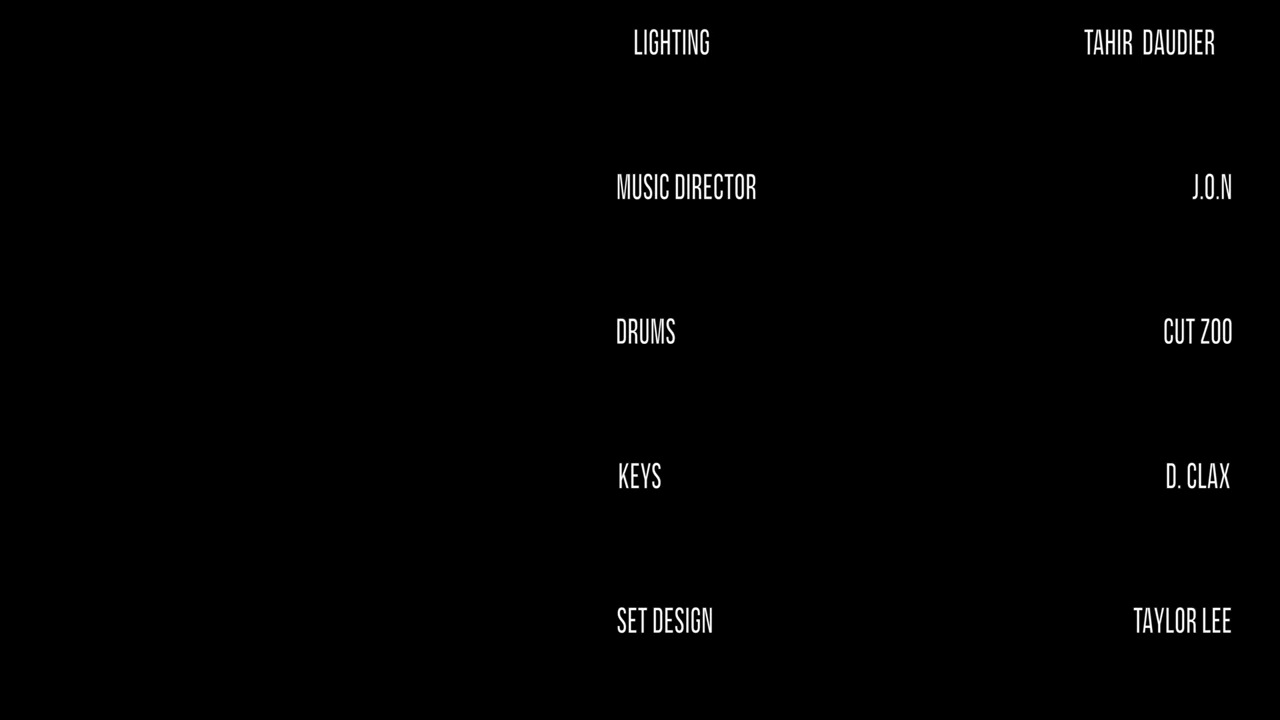 LIGHTING TAHIR DAUDIER
MUSIC DIRECTOR J.O.N
DRUMS CUT ZOO
KEYS D. CLAX
SET DESIGN TAYLOR LEE